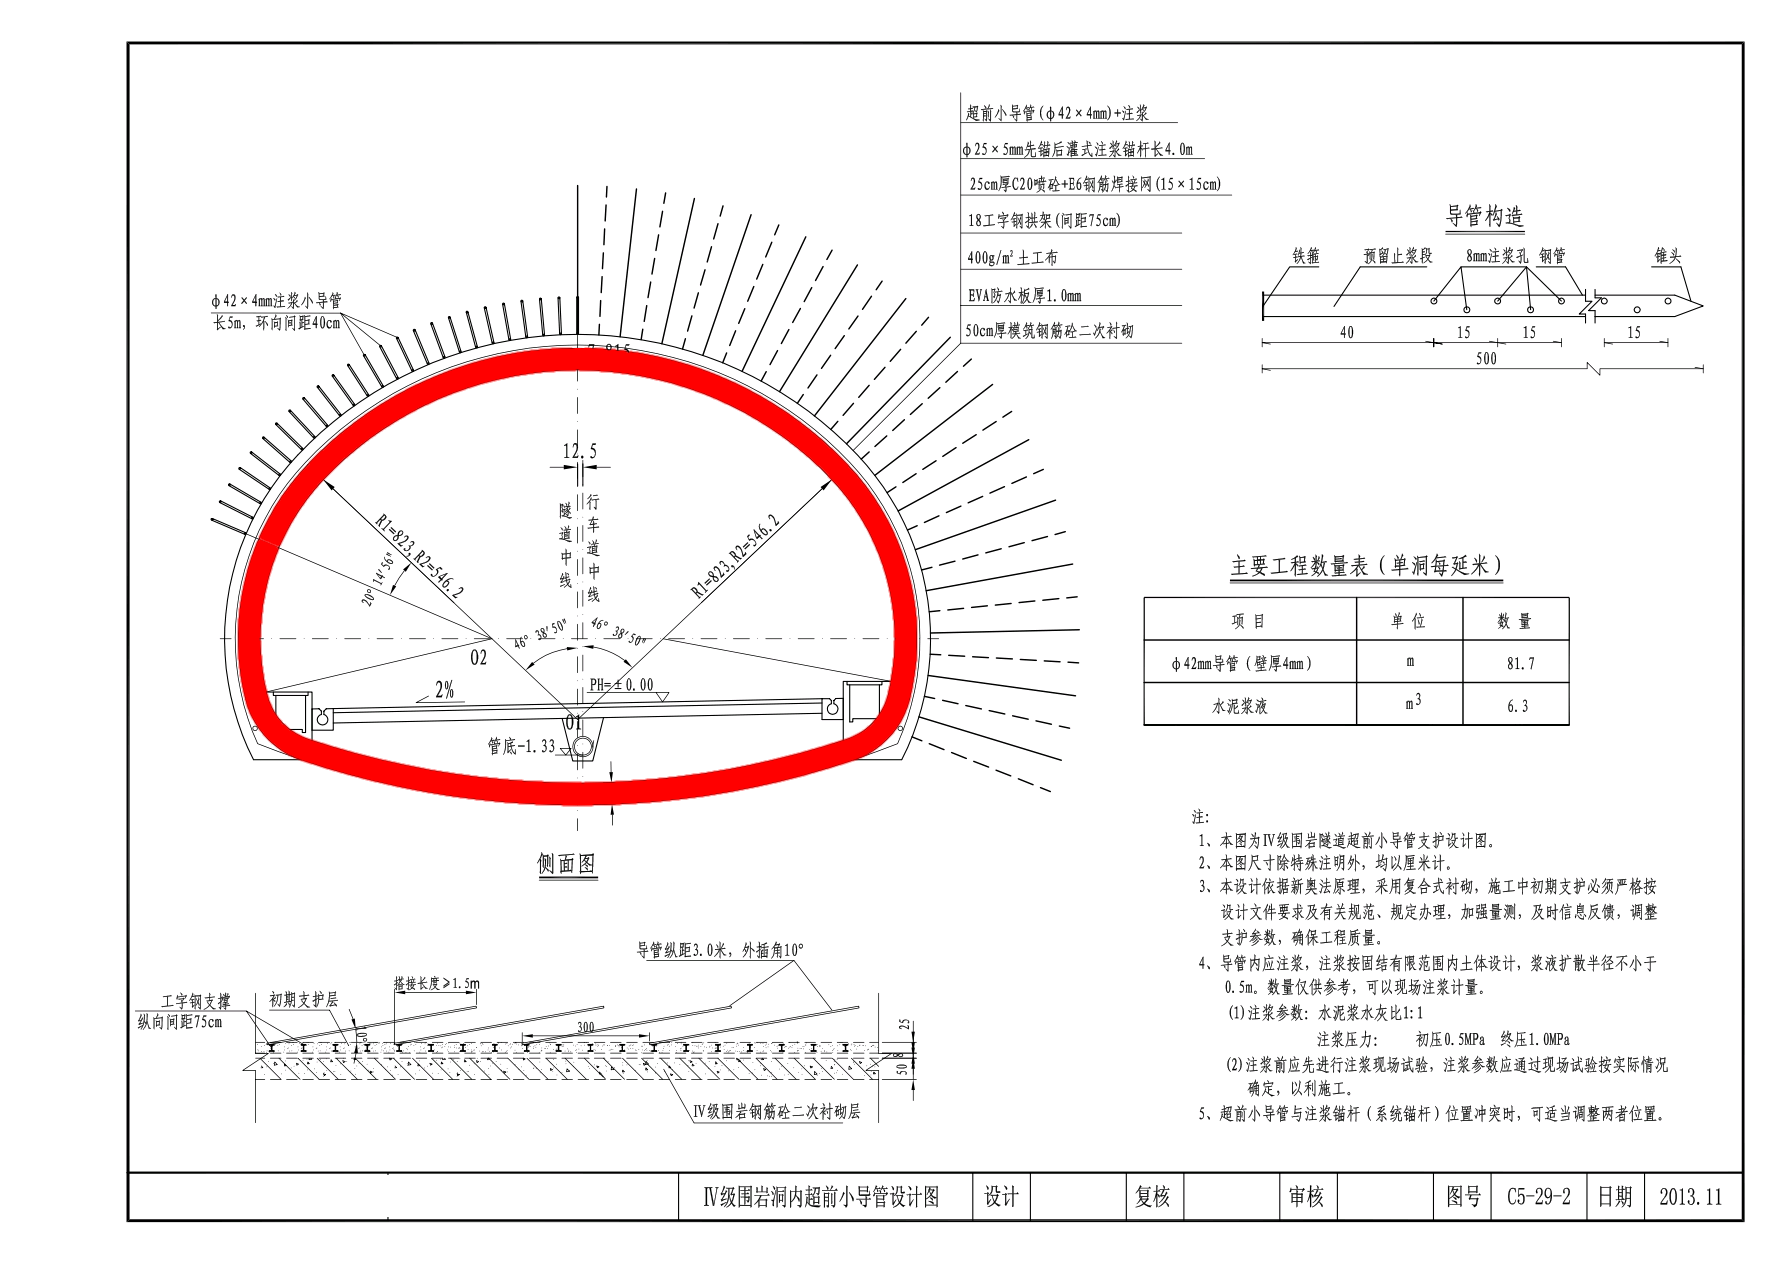 超前小导管(φ42×4mm)+注浆
φ25×5mm先锚后灌式注浆锚杆长4.0m
25cm厚C20喷砼+E6钢筋焊接网(15×15cm)
18工字钢拱架(间距75cm)
400g/m²土工布
EVA防水板厚1.0mm
50cm厚模筑钢筋砼二次衬砌
φ42×4mm注浆小导管
长5m，环向间距40cm
12.5
隧道中线
行车道中线
R1=823,R2=546.2
R1=823,R2=546.2
20°14'56"
46°38'50"
46°38'50"
O2
2%
PH=±0.00
O1
管底-1.33
侧面图
导管构造
铁箍
预留止浆段
8mm注浆孔
钢管
锥头
40
15
15
15
500
主要工程数量表（单洞每延米）
项目 单位 数量
φ42mm导管（壁厚4mm） m 81.7
水泥浆液 m³ 6.3
注:
1、本图为Ⅳ级围岩隧道超前小导管支护设计图。
2、本图尺寸除特殊注明外，均以厘米计。
3、本设计依据新奥法原理，采用复合式衬砌，施工中初期支护必须严格按
设计文件要求及有关规范、规定办理，加强量测，及时信息反馈，调整
支护参数，确保工程质量。
4、导管内应注浆，注浆按固结有限范围内土体设计，浆液扩散半径不小于
0.5m。数量仅供参考，可以现场注浆计量。
(1)注浆参数: 水泥浆水灰比1:1
注浆压力: 初压0.5MPa 终压1.0MPa
(2)注浆前应先进行注浆现场试验，注浆参数应通过现场试验按实际情况
确定，以利施工。
5、超前小导管与注浆锚杆（系统锚杆）位置冲突时，可适当调整两者位置。
导管纵距3.0米，外插角10°
搭接长度≥1.5m
工字钢支撑
纵向间距75cm
初期支护层
10°
300
25
8
50
Ⅳ级围岩钢筋砼二次衬砌层
Ⅳ级围岩洞内超前小导管设计图 设计 复核 审核 图号 C5-29-2 日期 2013.11